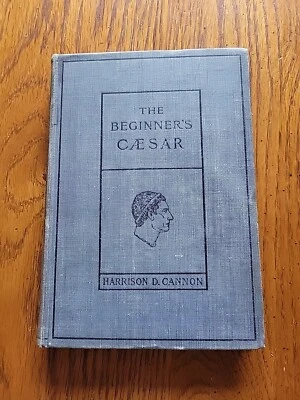 THE
BEGINNER'S
CÆSAR
HARRISON D. CANNON